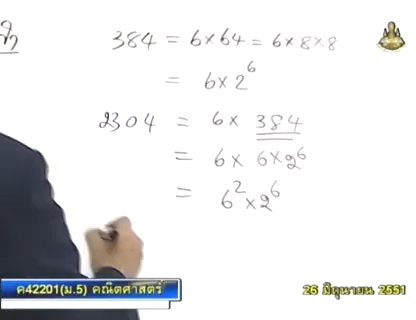 384 = 6×64 = 6×8×8
= 6×2⁶
2304 = 6× 384
= 6× 6×2⁶
= 6²×2⁶
ค42201(ม.5) คณิตศาสตร์
26 มิถุนายน 2551